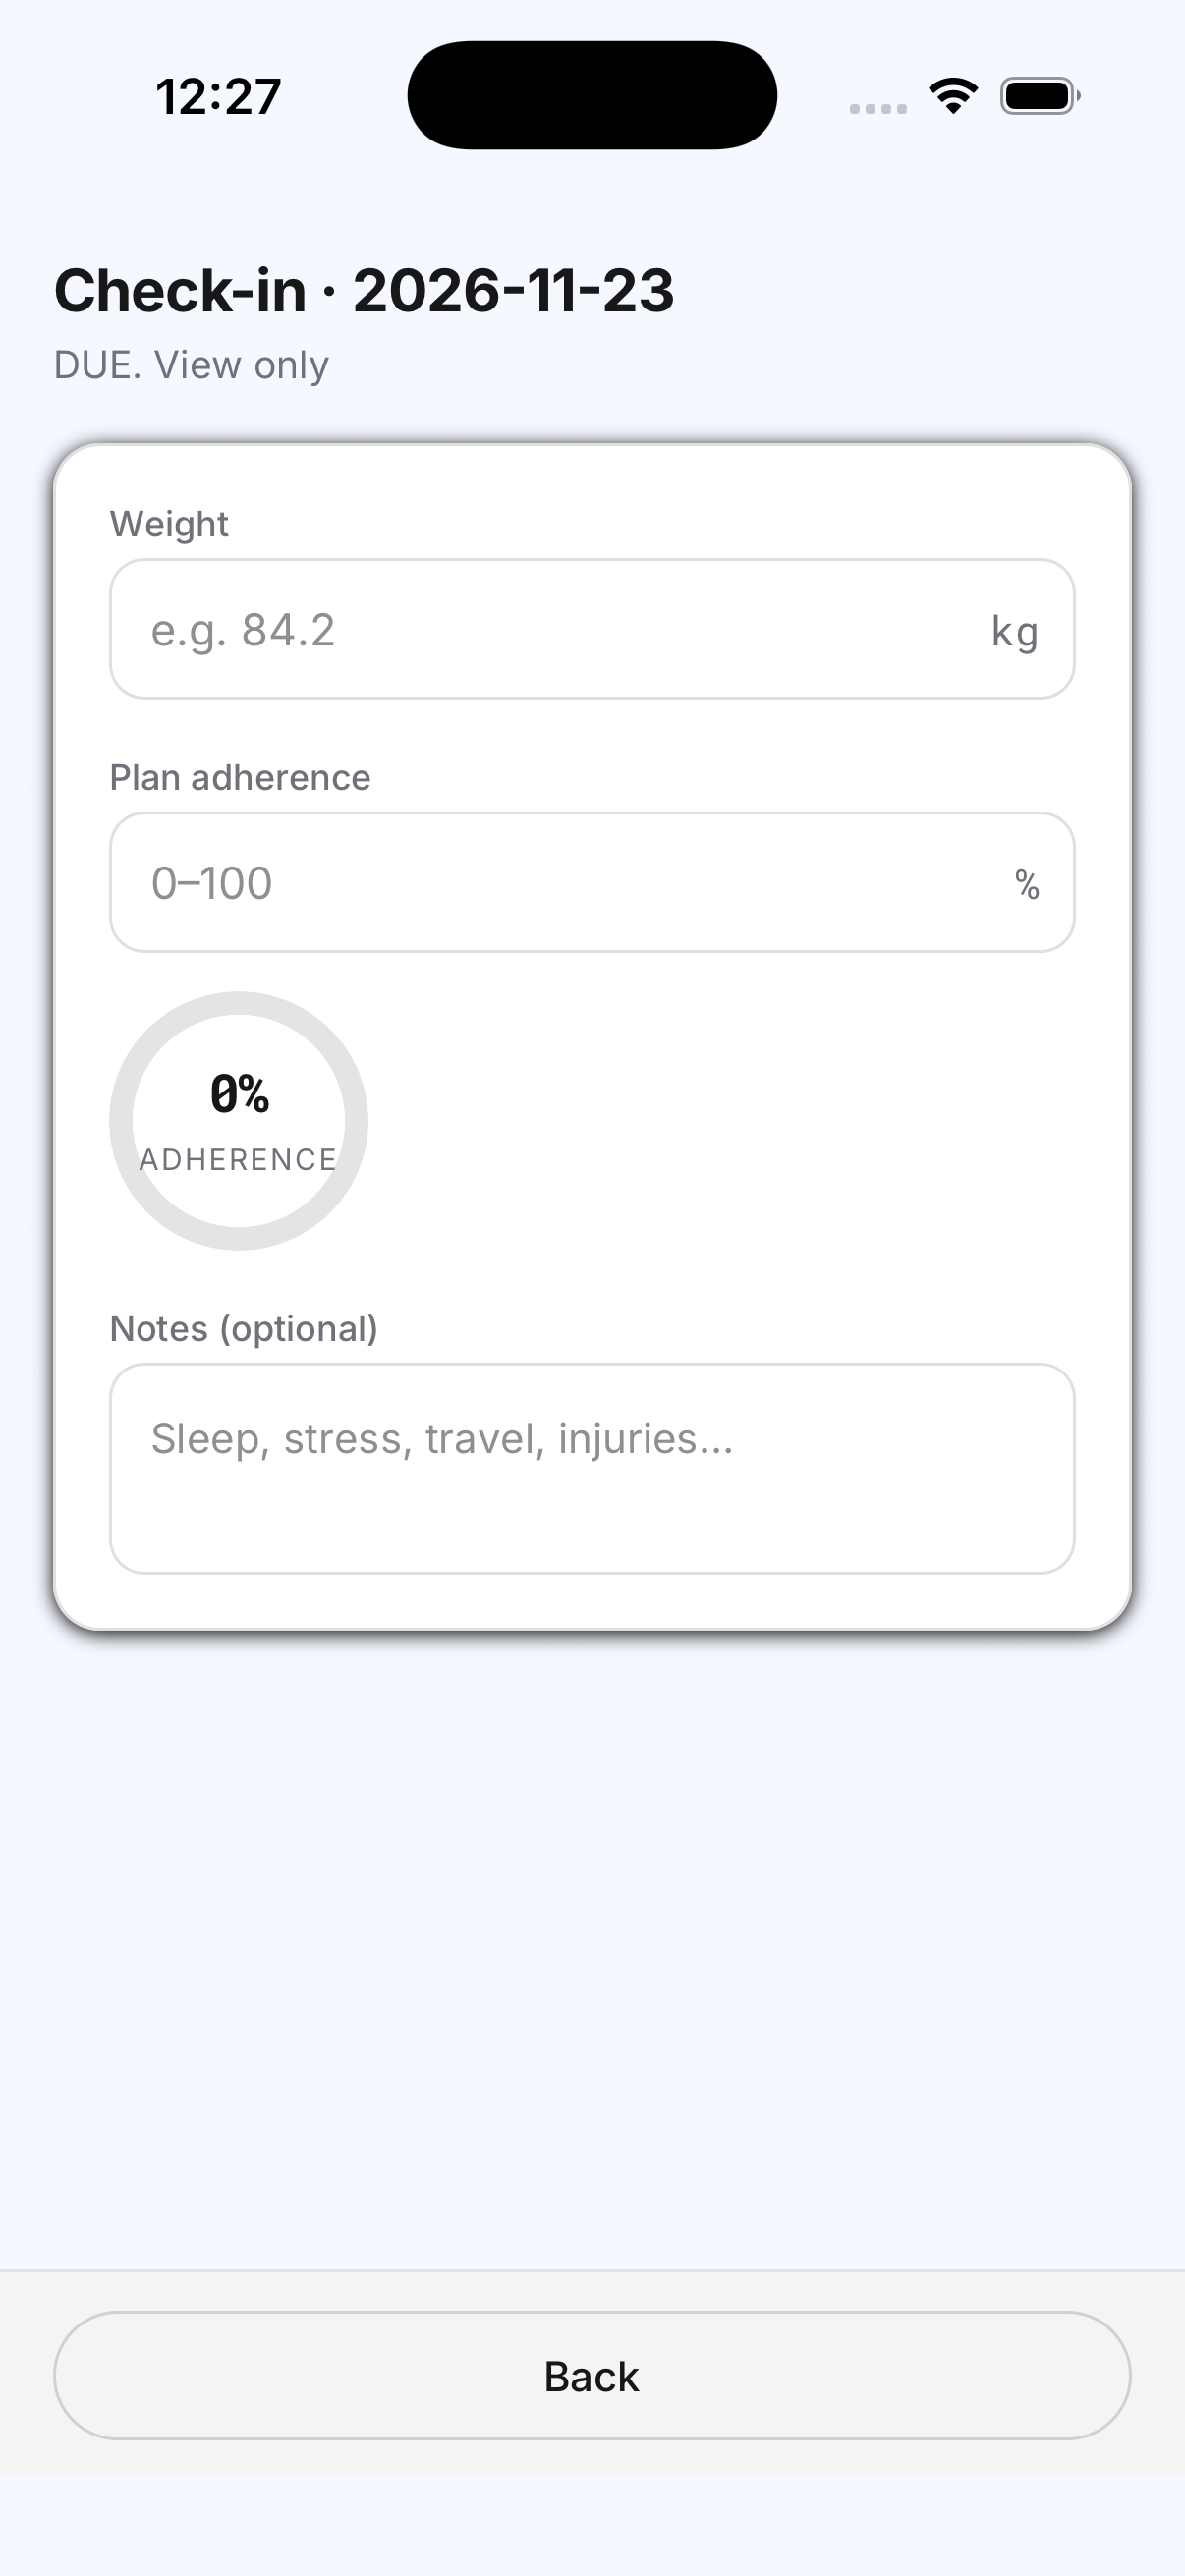 12:27
Check-in · 2026-11-23
DUE. View only
Weight
e.g. 84.2 kg
Plan adherence
0–100 %
0%
ADHERENCE
Notes (optional)
Sleep, stress, travel, injuries...
Back